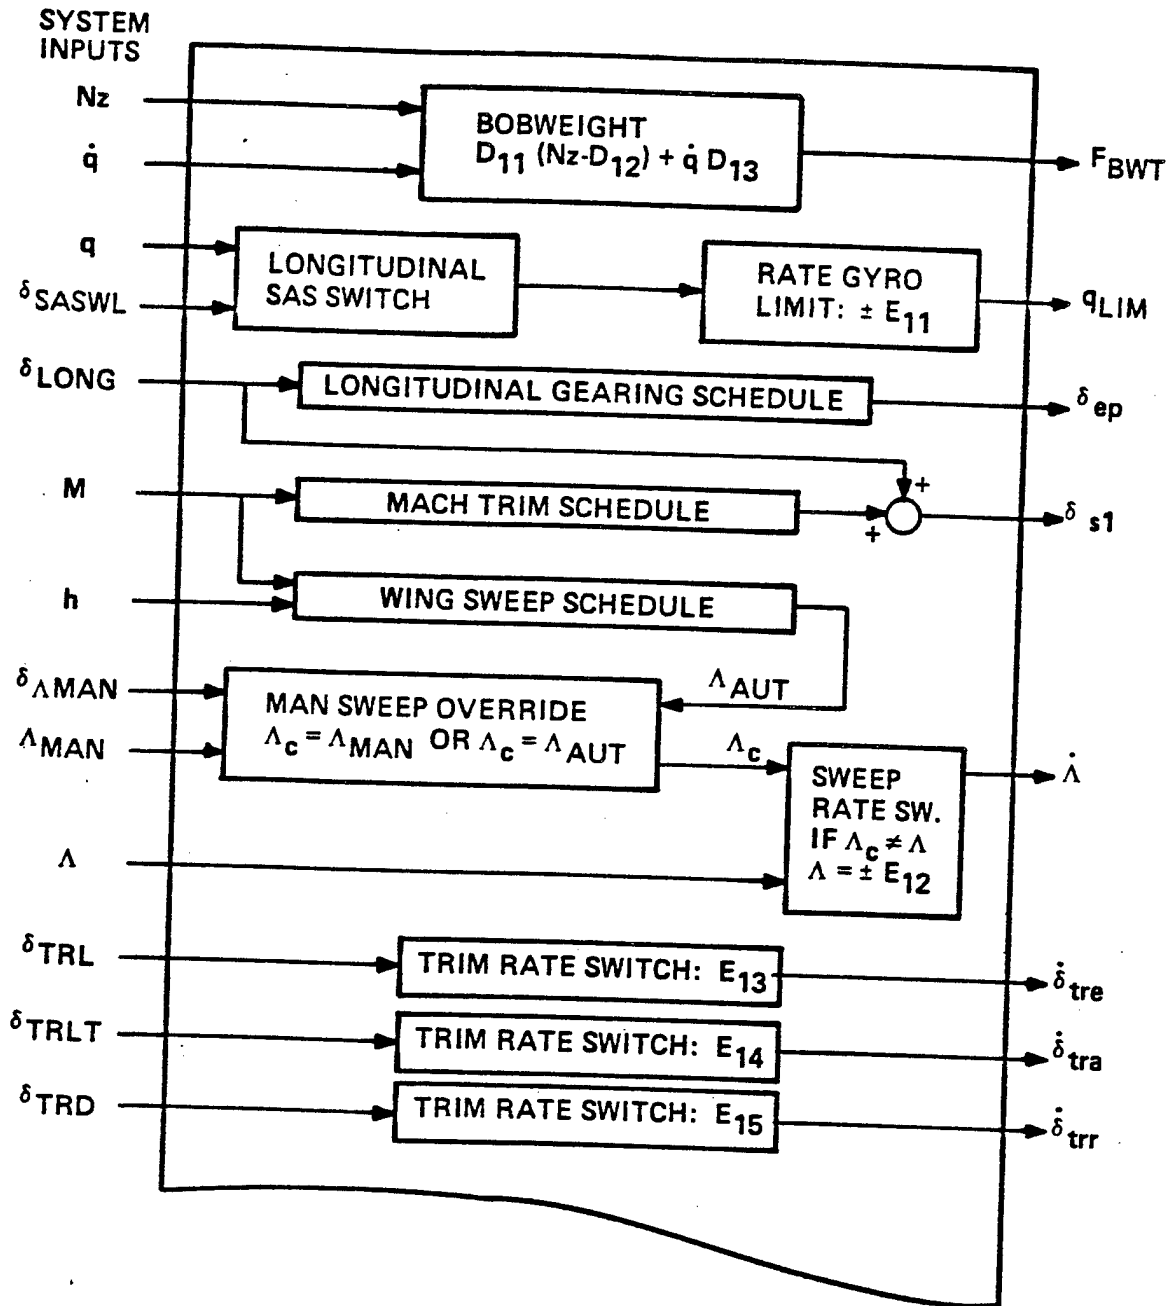 SYSTEM
INPUTS
Nz
q̇
BOBWEIGHT
D11 (Nz-D12) + q̇ D13
FBWT
q
δSASWL
LONGITUDINAL
SAS SWITCH
RATE GYRO
LIMIT: ± E11
qLIM
δLONG
LONGITUDINAL GEARING SCHEDULE
δep
M
MACH TRIM SCHEDULE
+
+
δ s1
h
WING SWEEP SCHEDULE
δΛMAN
ΛMAN
MAN SWEEP OVERRIDE
Λc = ΛMAN OR Λc = ΛAUT
ΛAUT
Λc
SWEEP
RATE SW.
IF Λc ≠ Λ
Λ = ± E12
Λ̇
Λ
δTRL
TRIM RATE SWITCH: E13
δ̇tre
δTRLT
TRIM RATE SWITCH: E14
δ̇tra
δTRD
TRIM RATE SWITCH: E15
δ̇trr